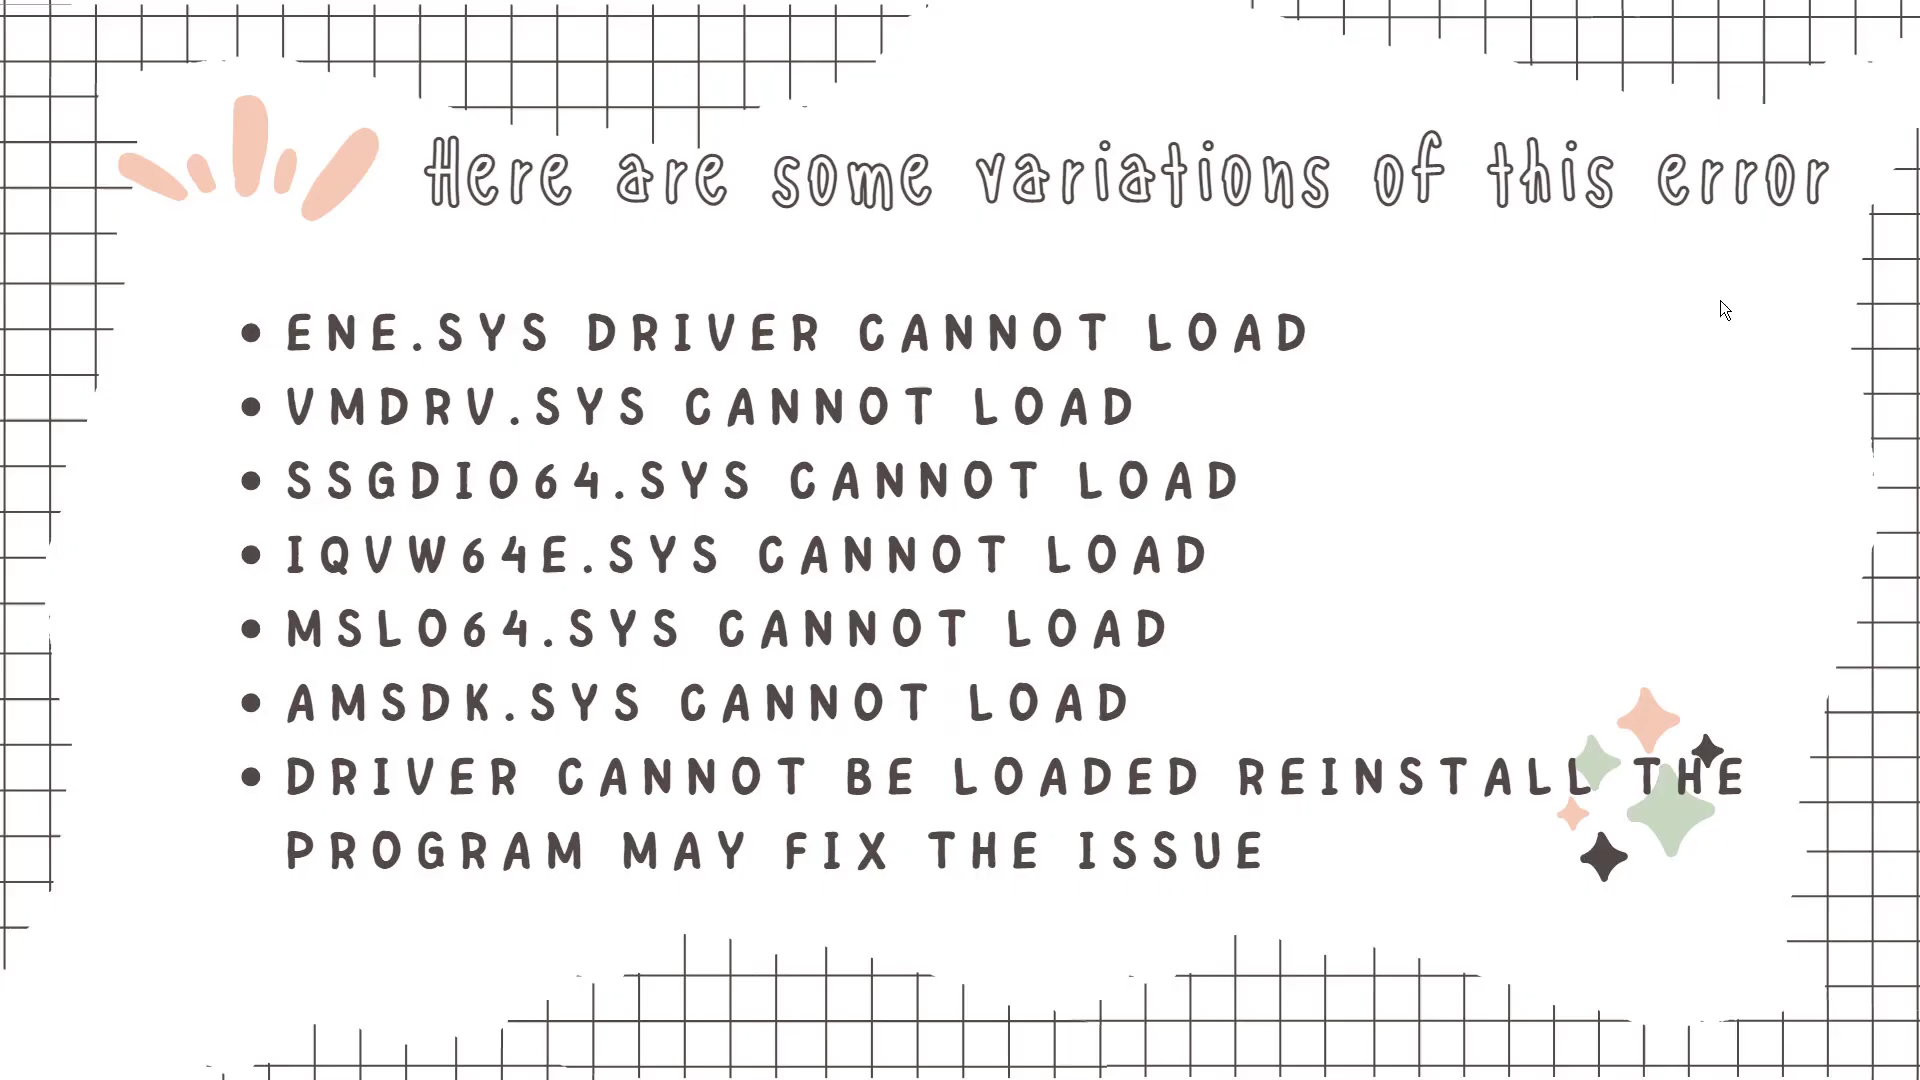 Here are some variations of this error
• ENE.SYS DRIVER CANNOT LOAD
• VMDRV.SYS CANNOT LOAD
• SSGDIO64.SYS CANNOT LOAD
• IQVW64E.SYS CANNOT LOAD
• MSLO64.SYS CANNOT LOAD
• AMSDK.SYS CANNOT LOAD
• DRIVER CANNOT BE LOADED REINSTALL THE
PROGRAM MAY FIX THE ISSUE